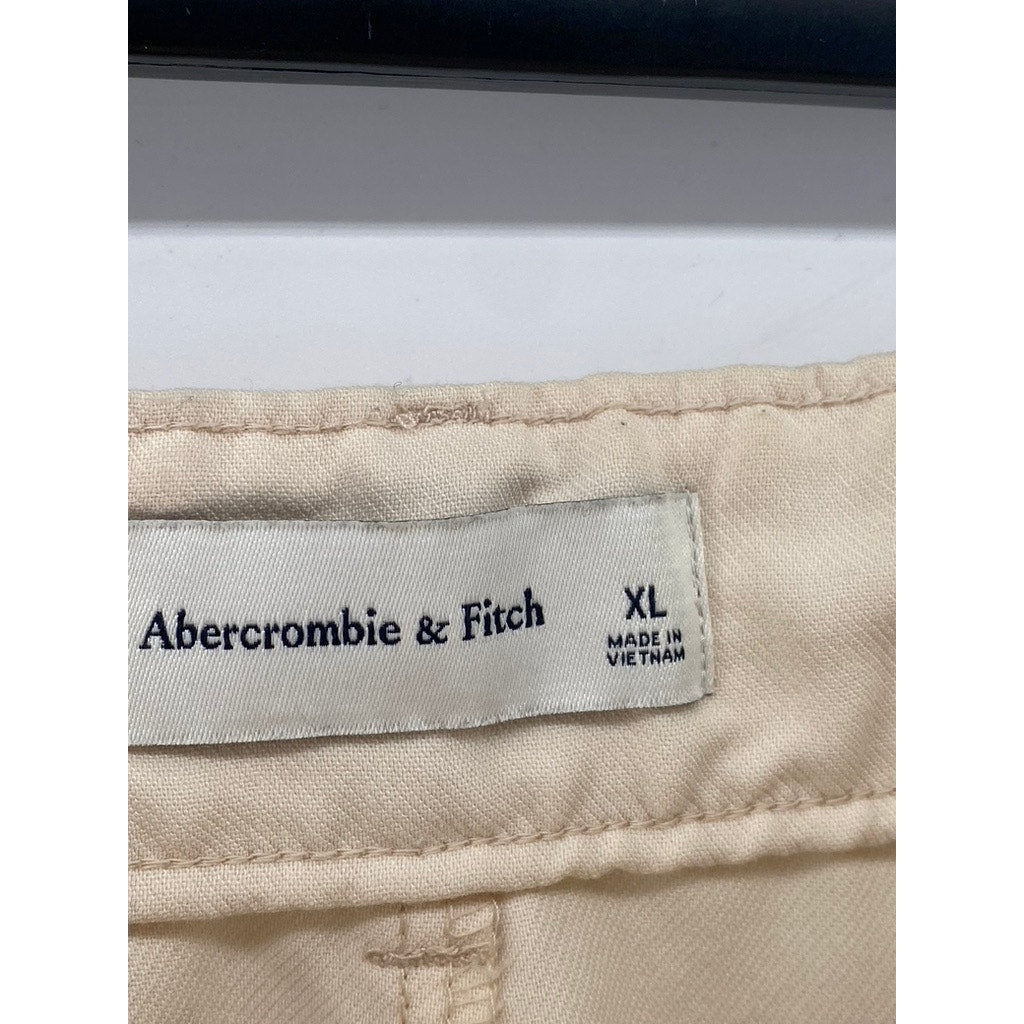 Abercrombie & Fitch
XL
MADE IN
VIETNAM